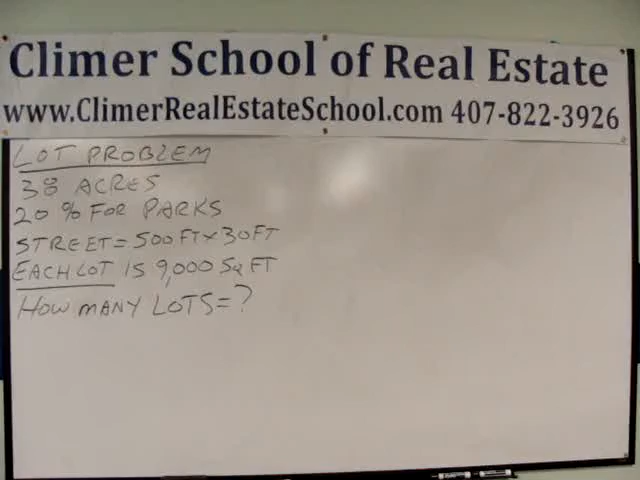 Climer School of Real Estate
www.ClimerRealEstateSchool.com 407-822-3926
LOT PROBLEM
38 ACRES
20 % FOR PARKS
STREET = 500 FT X 30 FT
EACH LOT IS 9,000 SQ FT
HOW MANY LOTS = ?